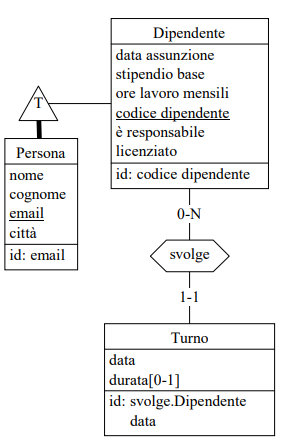 Dipendente
data assunzione
stipendio base
ore lavoro mensili
codice dipendente
è responsabile
licenziato
id: codice dipendente
T
Persona
nome
cognome
email
città
id: email
0-N
svolge
1-1
Turno
data
durata[0-1]
id: svolge.Dipendente
data